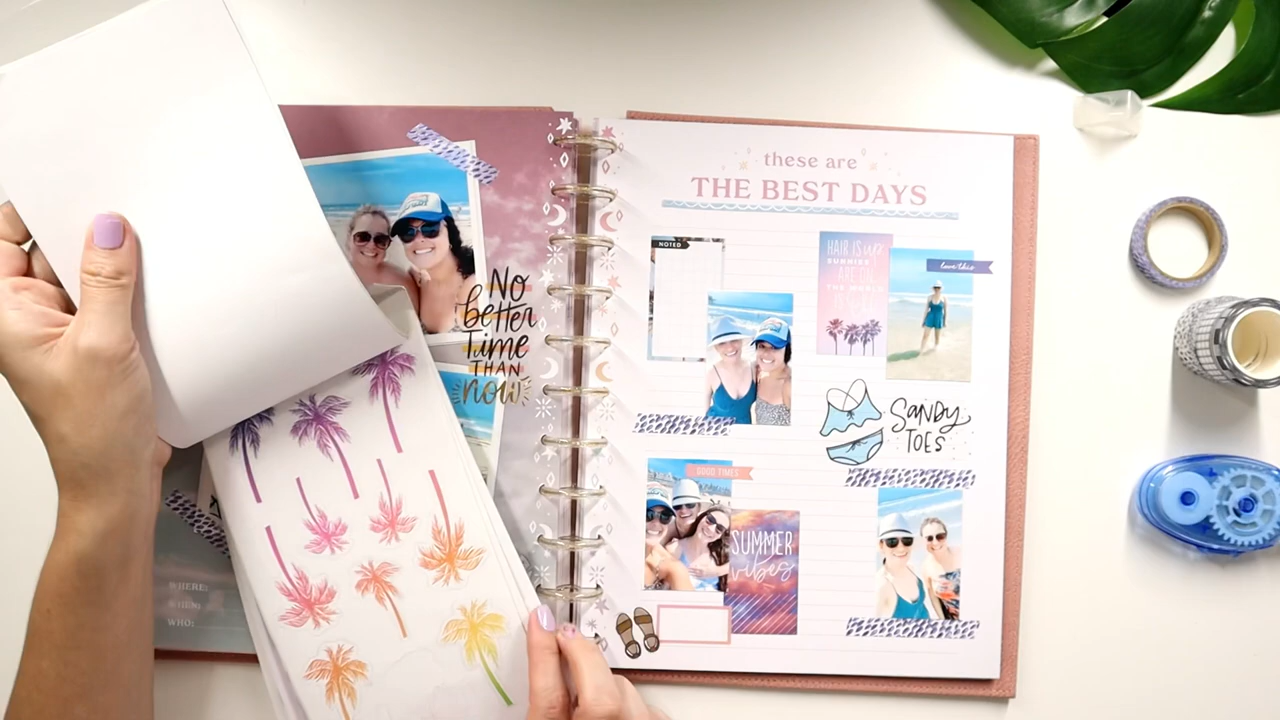 No
better
Time
THAN
now
WHERE:
WHEN:
WHO:
these are
THE BEST DAYS
NOTED
HAIR IS up
SUNNIES
ARE ON
THE WORLD
love this
SANDY
TOES
GOOD TIMES
SUMMER
vibes